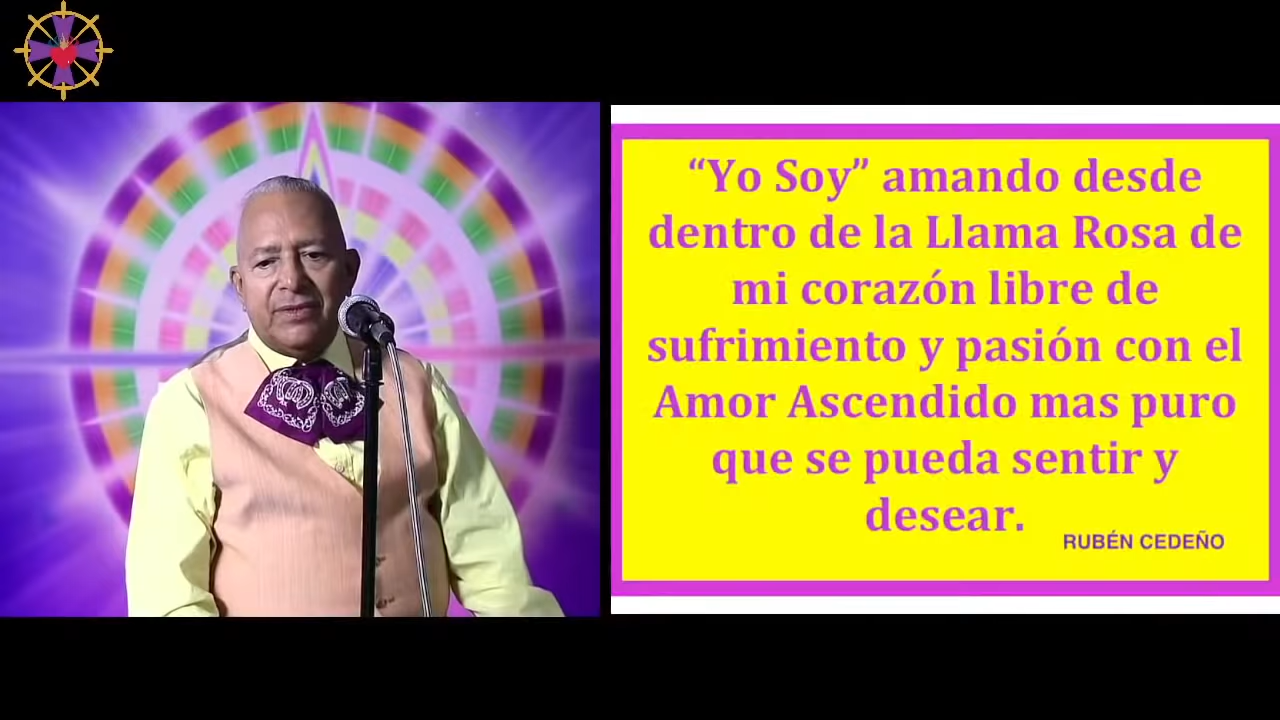 “Yo Soy” amando desde
dentro de la Llama Rosa de
mi corazón libre de
sufrimiento y pasión con el
Amor Ascendido mas puro
que se pueda sentir y
desear.
RUBÉN CEDEÑO